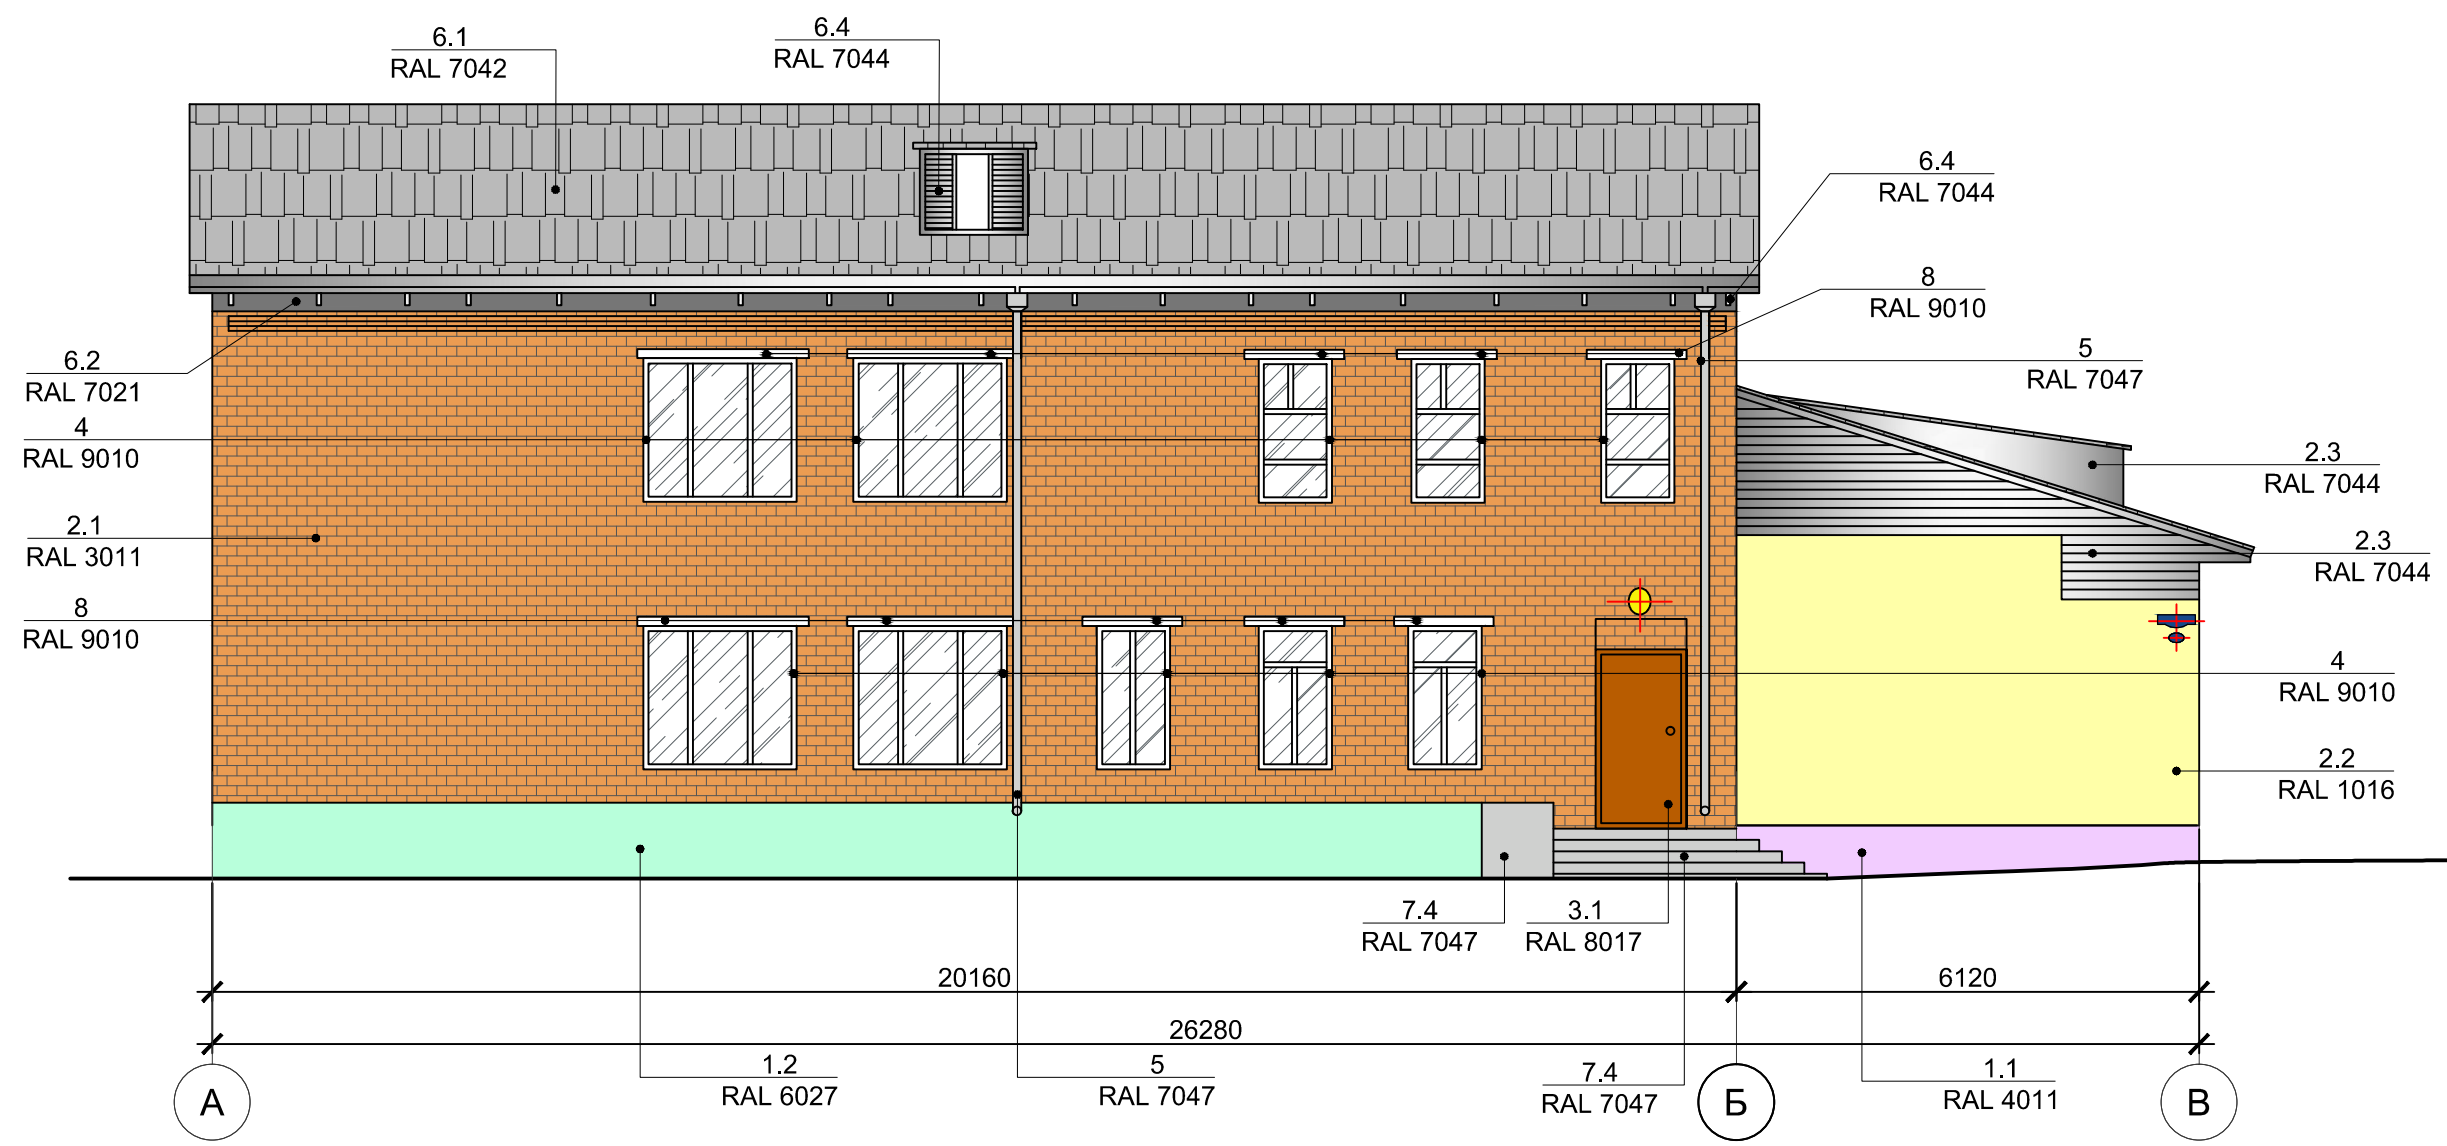 6.1
RAL 7042
6.4
RAL 7044
6.4
RAL 7044
8
RAL 9010
5
RAL 7047
6.2
RAL 7021
4
RAL 9010
2.3
RAL 7044
2.1
RAL 3011
2.3
RAL 7044
8
RAL 9010
4
RAL 9010
2.2
RAL 1016
7.4
RAL 7047
3.1
RAL 8017
20160
6120
26280
1.2
RAL 6027
5
RAL 7047
7.4
RAL 7047
1.1
RAL 4011
А
Б
В